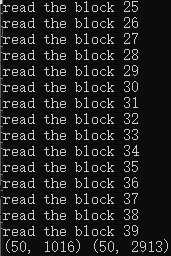 read the block 25
read the block 26
read the block 27
read the block 28
read the block 29
read the block 30
read the block 31
read the block 32
read the block 33
read the block 34
read the block 35
read the block 36
read the block 37
read the block 38
read the block 39
(50, 1016) (50, 2913)